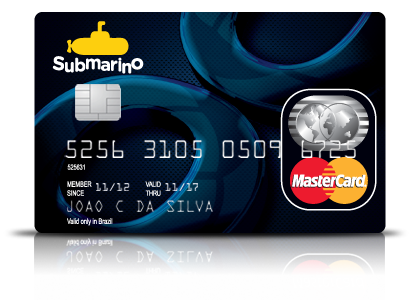 Submarino
5256 3105 0509
525631
MEMBER SINCE 11/12 VALID THRU 11/17
JOAO C DA SILVA
Valid only in Brazil
MasterCard